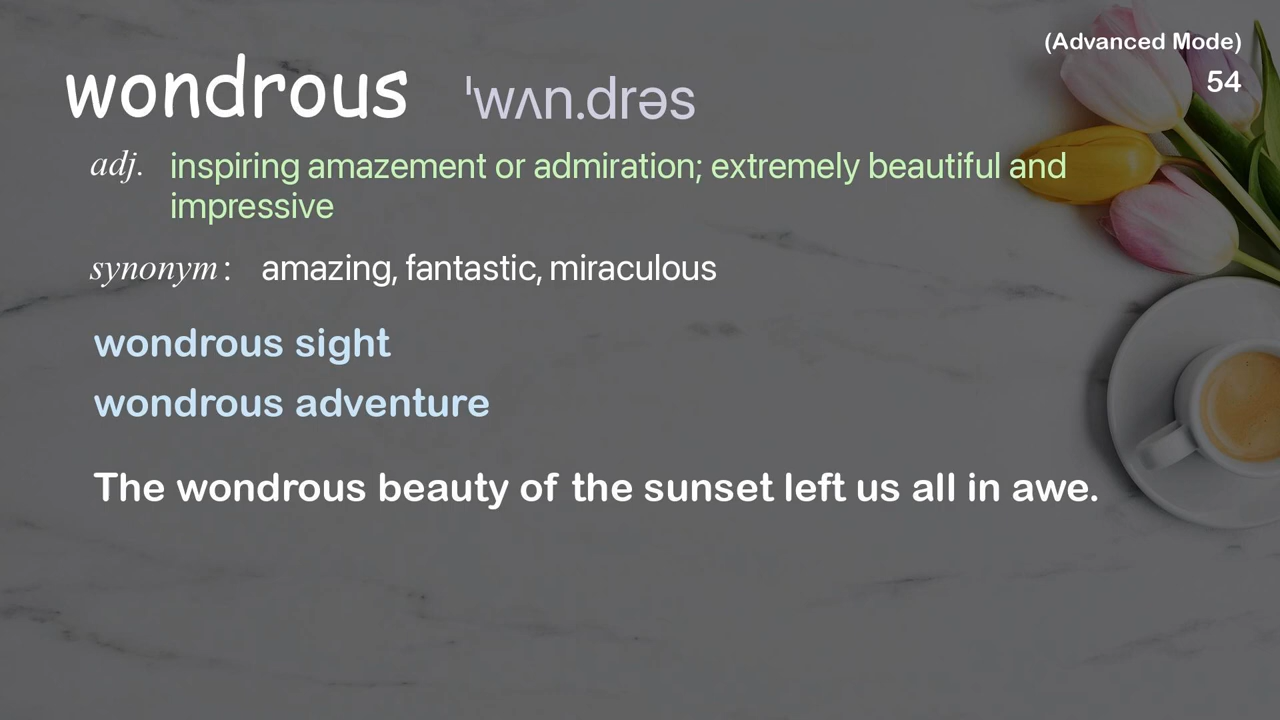 (Advanced Mode)
54
wondrous ˈwʌn.drəs
adj. inspiring amazement or admiration; extremely beautiful and
impressive
synonym: amazing, fantastic, miraculous
wondrous sight
wondrous adventure
The wondrous beauty of the sunset left us all in awe.